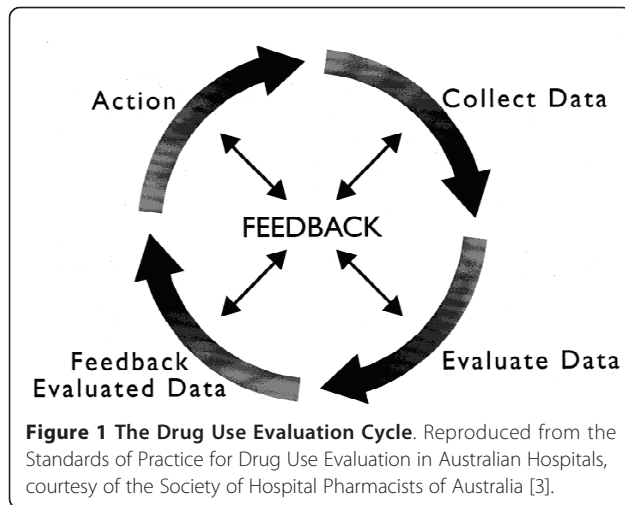 Action
Collect Data
FEEDBACK
Feedback
Evaluated Data
Evaluate Data
Figure 1 The Drug Use Evaluation Cycle. Reproduced from the
Standards of Practice for Drug Use Evaluation in Australian Hospitals,
courtesy of the Society of Hospital Pharmacists of Australia [3].